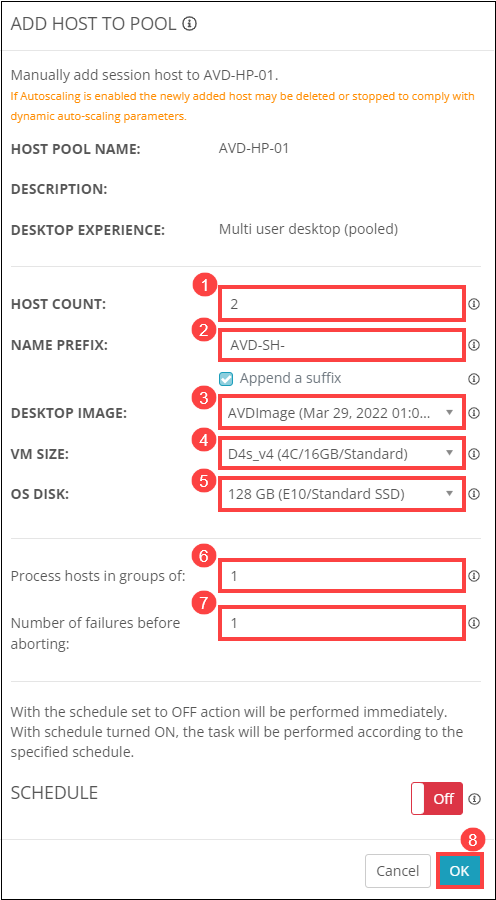 ADD HOST TO POOL
Manually add session host to AVD-HP-01.
If Autoscaling is enabled the newly added host may be deleted or stopped to comply with
dynamic auto-scaling parameters.
HOST POOL NAME: AVD-HP-01
DESCRIPTION:
DESKTOP EXPERIENCE: Multi user desktop (pooled)
1
HOST COUNT: 2
2
NAME PREFIX: AVD-SH-
Append a suffix
3
DESKTOP IMAGE: AVDImage (Mar 29, 2022 01:0...
4
VM SIZE: D4s_v4 (4C/16GB/Standard)
5
OS DISK: 128 GB (E10/Standard SSD)
6
Process hosts in groups of: 1
7
Number of failures before 1
aborting:
With the schedule set to OFF action will be performed immediately.
With schedule turned ON, the task will be performed according to the
specified schedule.
SCHEDULE Off
8
Cancel OK